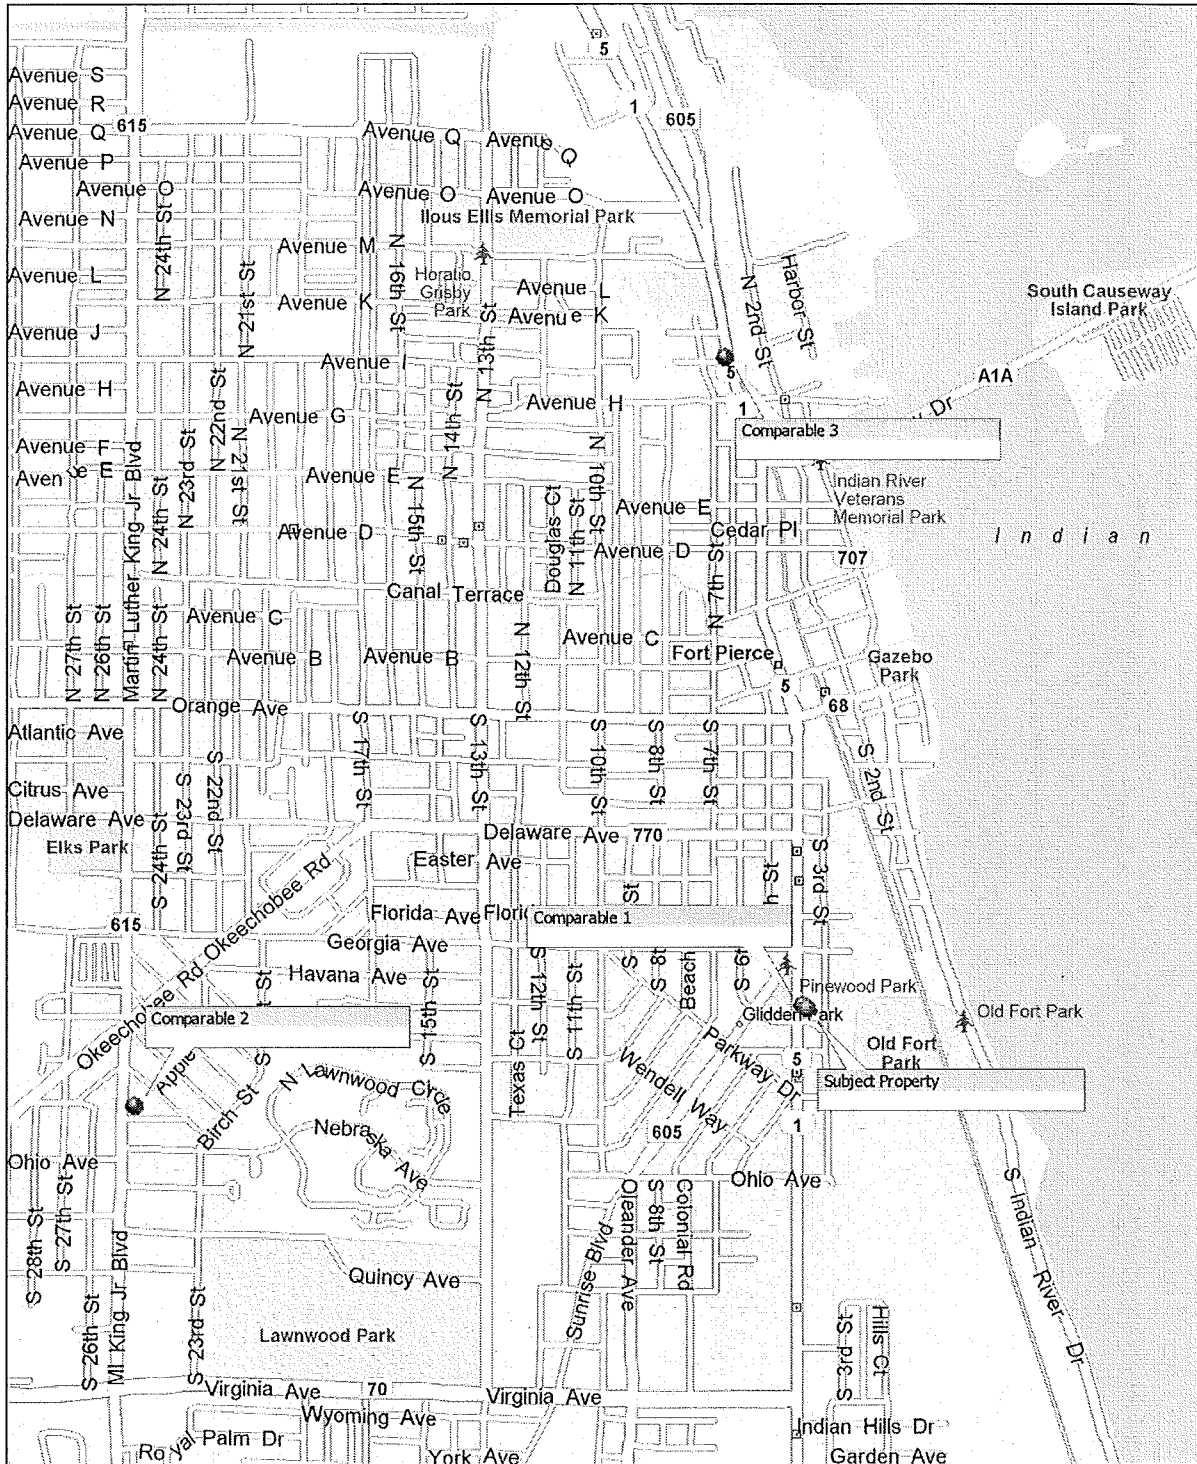 5
Avenue S
Avenue R
1
605
Avenue Q
615
Avenue Q
Avenue Q
Avenue P
Avenue O
Avenue O
Avenue O
Avenue N
Ilous Ellis Memorial Park
N 24th St
Avenue M
N 16th St
Harbor St
Avenue L
N 21st St
Horatio
Grisby
Park
Avenue L
N 2nd St
South Causeway
Island Park
Avenue K
Avenue K
Avenue J
N 13th St
Avenue I
5
A1A
Avenue H
N 22nd St
N 14th St
Avenue H
1
Dr
Avenue G
Comparable 3
Avenue F
Martin Luther King Jr Blvd
N 23rd St
N 21st St
N 10th St
Avenue E
Avenue E
N 15th St
Indian River
Veterans
Memorial Park
N 24th St
Douglas Ct
N 11th St
Avenue E
Cedar Pl
Indian
Avenue D
Avenue D
N 7th St
707
Canal Terrace
N 27th St
N 26th St
N 24th St
Avenue C
N 12th St
Avenue C
Avenue B
Avenue B
Fort Pierce
Gazebo
Park
5
68
Orange Ave
Atlantic Ave
S 17th St
S 13th St
S 10th St
S 8th St
S 7th St
S 2nd St
S 22nd St
S 23rd St
Citrus Ave
Delaware Ave
Delaware Ave
770
Elks Park
S 24th St
Easter Ave
S 3rd St
h St
St
Okeechobee Rd
Florida Ave
Comparable 1
615
Georgia Ave
Havana Ave
Okeechobee Rd
t St
S
S 15th St
S 12th St
S 11th St
S
S 8th
Beach
S 6th
Pinewood Park
Glidden Park
Old Fort Park
Old Fort
Park
Comparable 2
Apple
Texas Ct
Wendell Way
Parkway Dr
5
Subject Property
N Lawnwood Circle
Birch St
Nebraska Ave
605
1
Ohio Ave
Ohio Ave
S 28th St
S 27th St
Oleander Ave
S 8th St
Colonial Rd
S Indian River Dr
Ml King Jr Blvd
Quincy Ave
Sunrise Blvd
S 26th St
S 23rd St
Lawnwood Park
S 3rd St
Hills Ct
Virginia Ave
70
Virginia Ave
Wyoming Ave
Indian Hills Dr
Royal Palm Dr
York Ave
Garden Ave